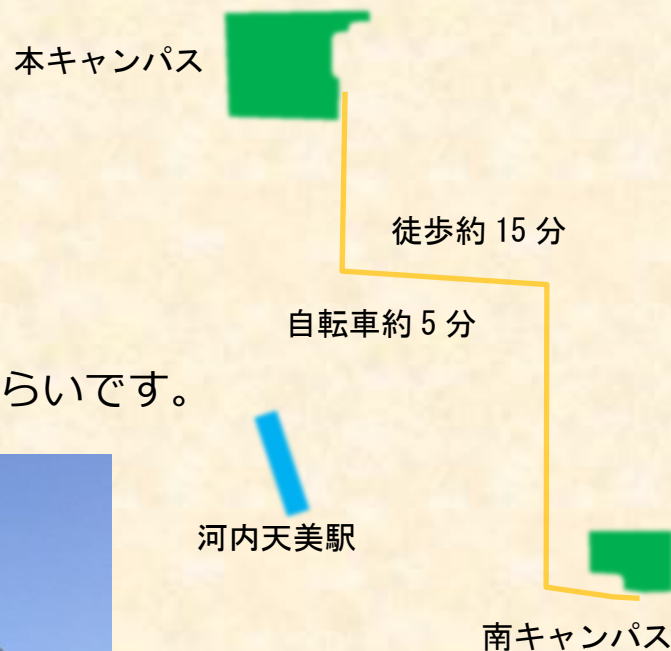 本キャンパス
徒歩約 15 分
自転車約 5 分
らいです。
河内天美駅
南キャンパス